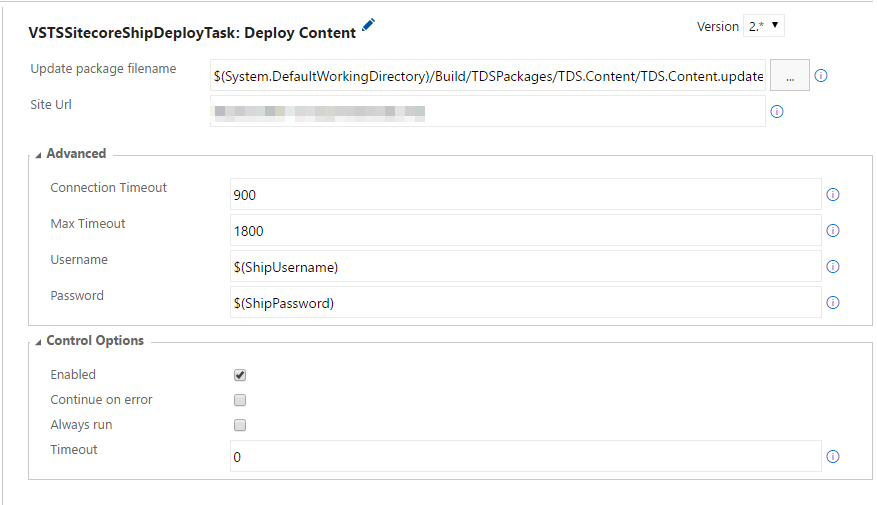 VSTSSitecoreShipDeployTask: Deploy Content
Version 2.*
Update package filename
$(System.DefaultWorkingDirectory)/Build/TDSPackages/TDS.Content/TDS.Content.update
...
Site Url
Advanced
Connection Timeout
900
Max Timeout
1800
Username
$(ShipUsername)
Password
$(ShipPassword)
Control Options
Enabled
Continue on error
Always run
Timeout
0